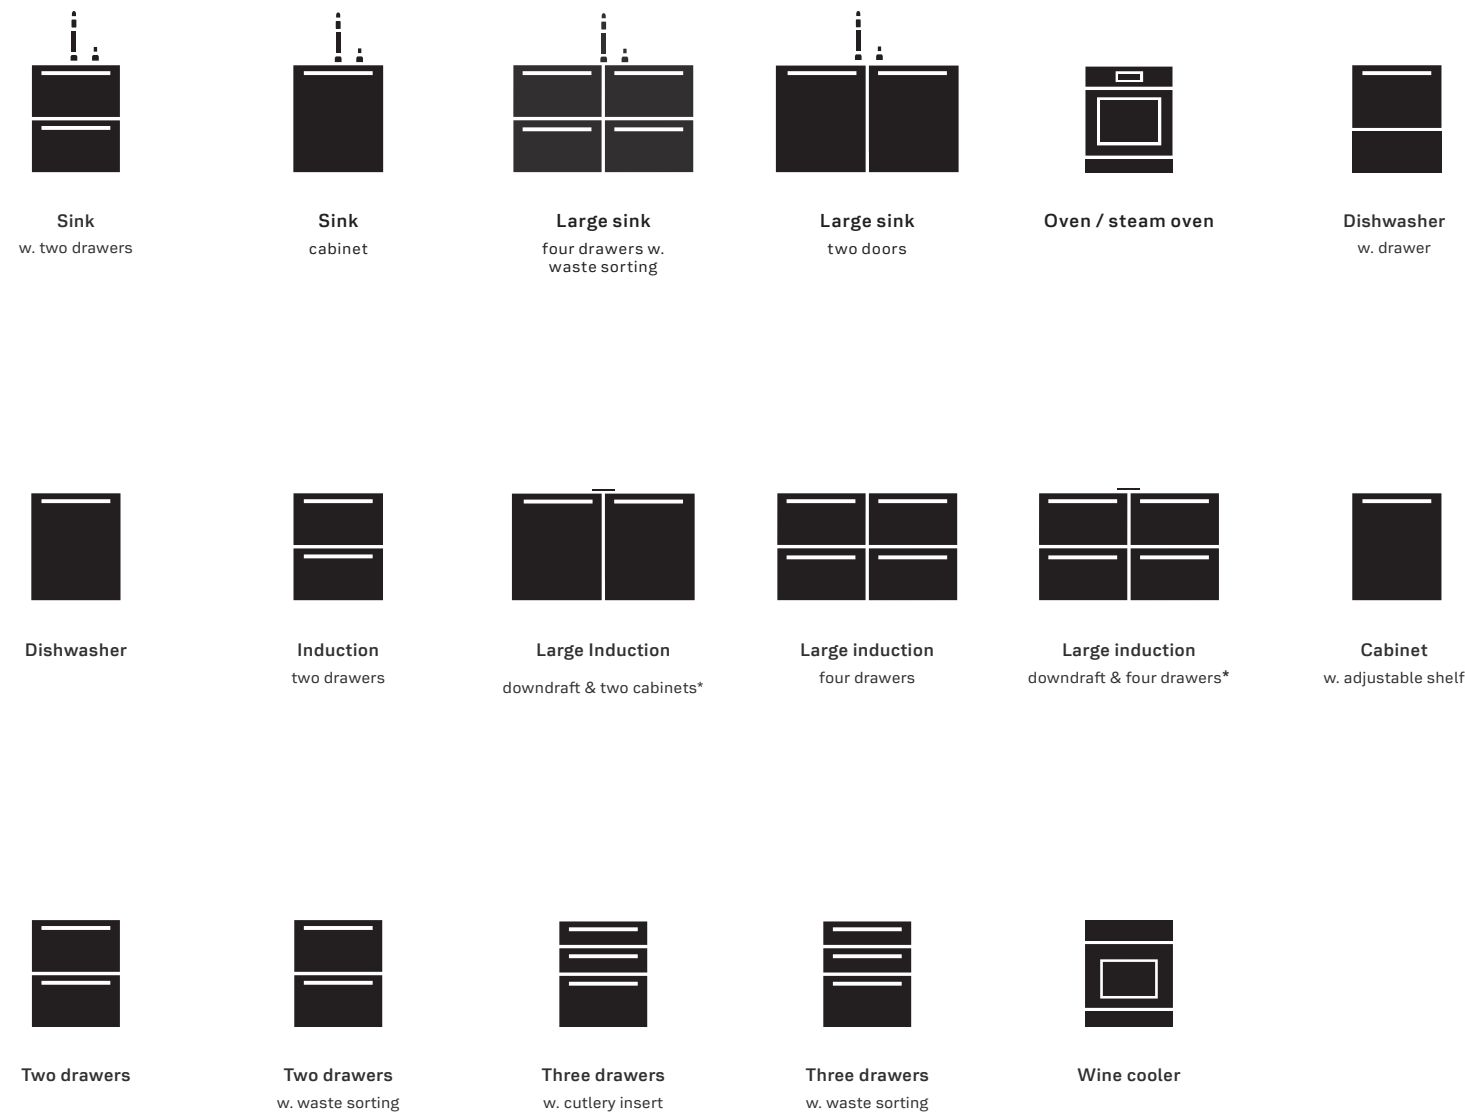 Sink
w. two drawers
Sink
cabinet
Large sink
four drawers w.
waste sorting
Large sink
two doors
Oven / steam oven
Dishwasher
w. drawer
Dishwasher
Induction
two drawers
Large Induction
downdraft & two cabinets*
Large induction
four drawers
Large induction
downdraft & four drawers*
Cabinet
w. adjustable shelf
Two drawers
Two drawers
w. waste sorting
Three drawers
w. cutlery insert
Three drawers
w. waste sorting
Wine cooler